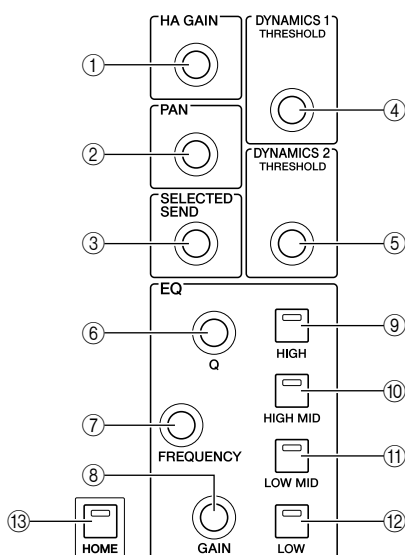 HA GAIN
DYNAMICS 1
THRESHOLD
①
④
PAN
②
DYNAMICS 2
THRESHOLD
SELECTED
SEND
③
⑤
EQ
⑥
Q
⑨
HIGH
⑩
HIGH MID
⑦
FREQUENCY
⑪
LOW MID
⑧
GAIN
⑫
LOW
⑬
HOME